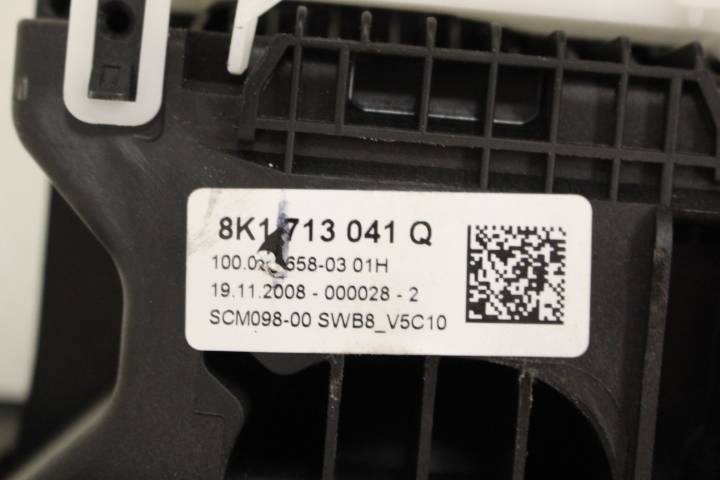 8K1 713 041 Q
658-03 01H
19.11.2008 - 000028 - 2
SCM098-00 SWB8_V5C10